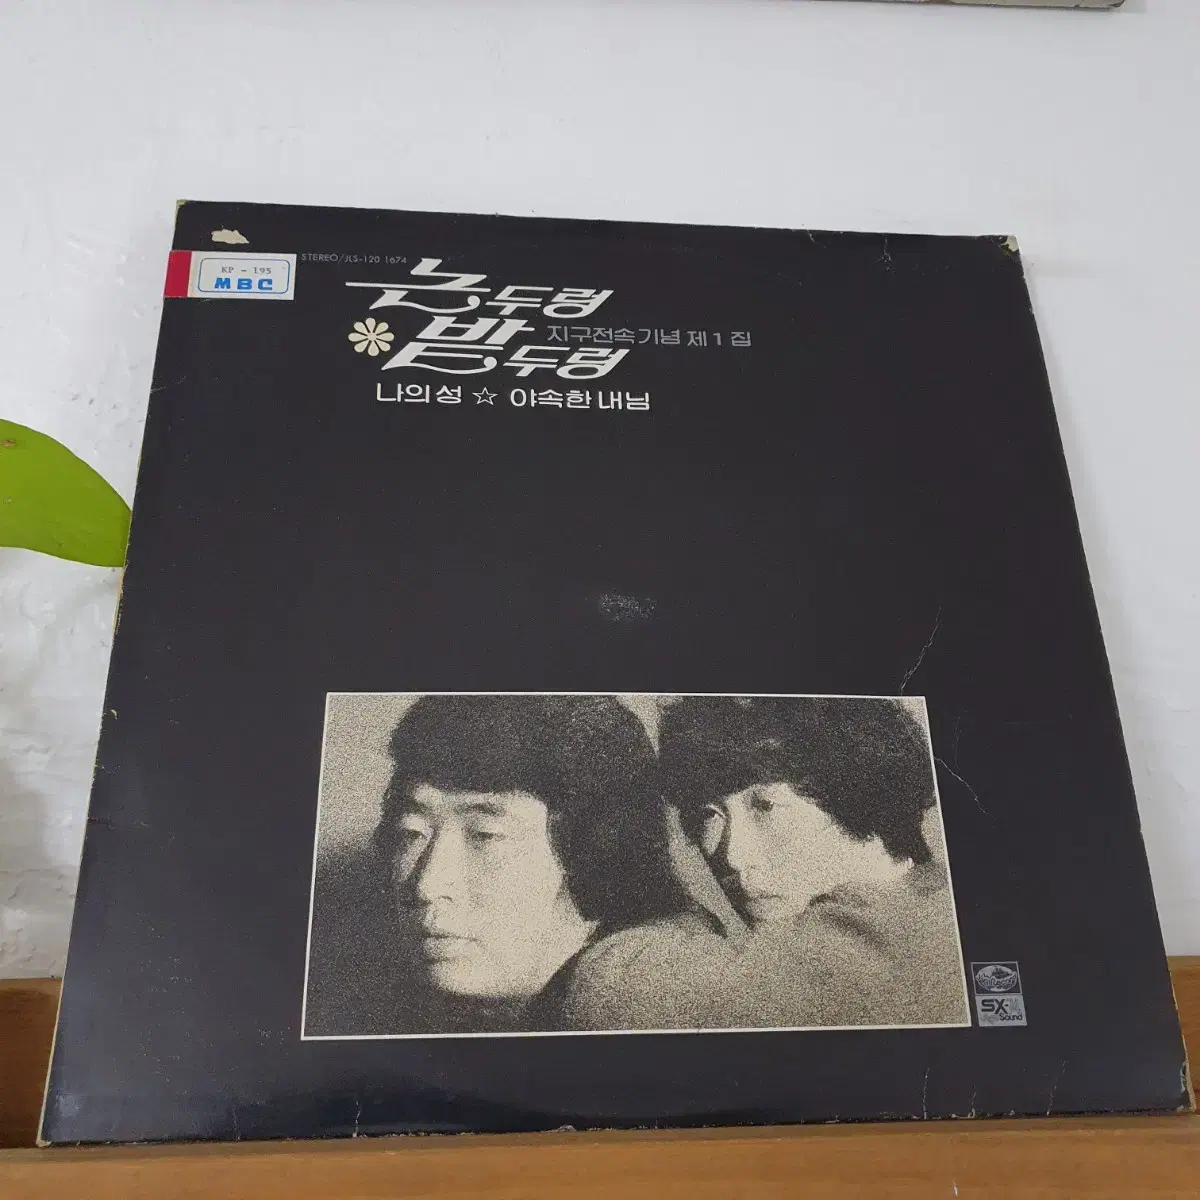 STEREO/JLS-120 1674
KP - 195
MBC
논두렁
밭두렁
지구전속기념 제1집
나의 성 ☆ 야속한 내님
SX-74
Sound